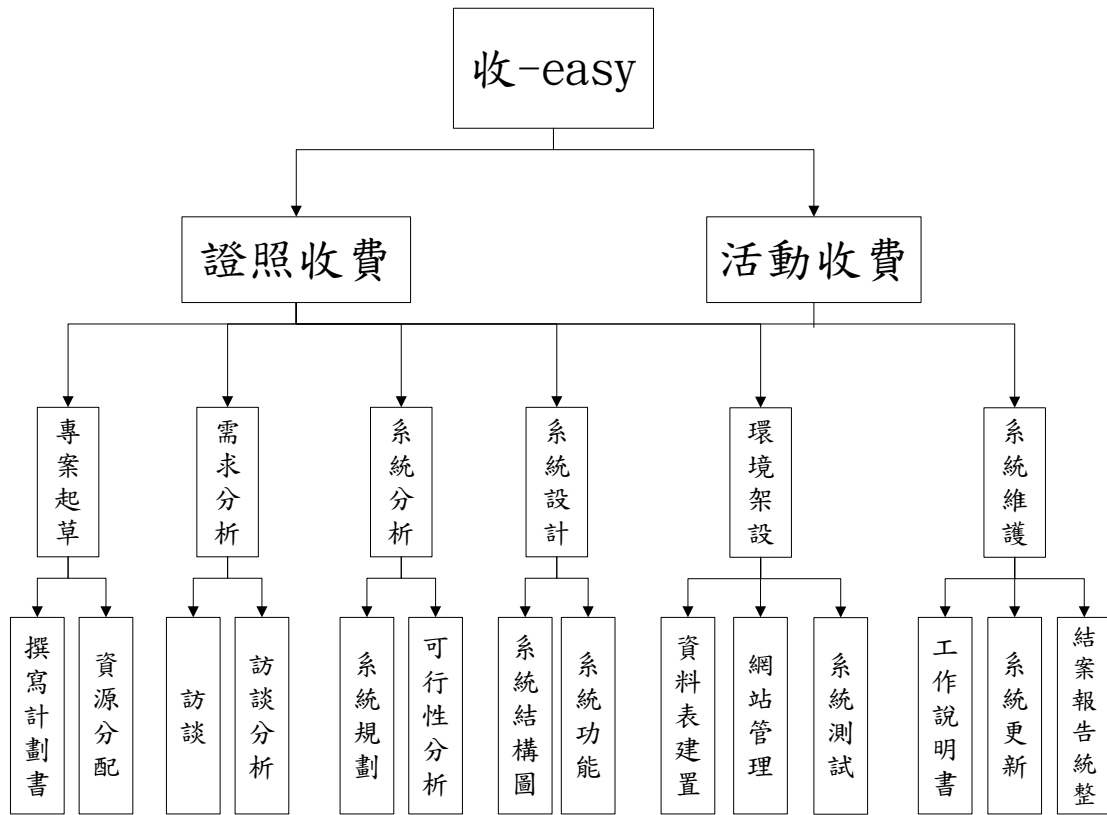 收-easy
證照收費
活動收費
專案起草
需求分析
系統分析
系統設計
環境架設
系統維護
撰寫計劃書
資源分配
訪談
訪談分析
系統規劃
可行性分析
系統結構圖
系統功能
資料表建置
網站管理
系統測試
工作說明書
系統更新
結案報告統整